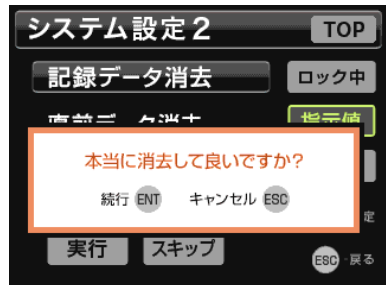 システム設定2 TOP
記録データ消去 ロック中
指示値
本当に消去して良いですか?
続行 ENT キャンセル ESC
定
実行 スキップ
ESC・戻る